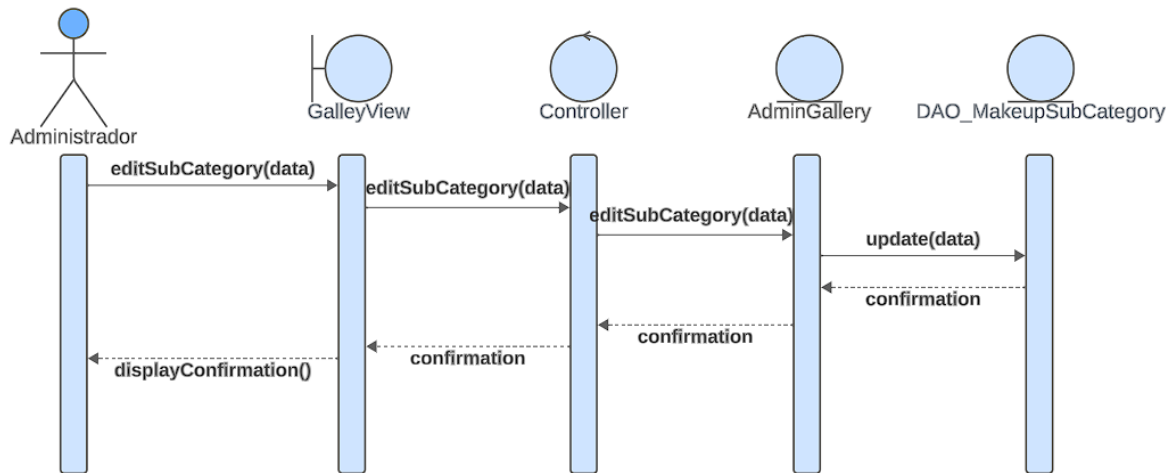 Administrador
GalleyView
Controller
AdminGallery
DAO_MakeupSubCategory
editSubCategory(data)
editSubCategory(data)
editSubCategory(data)
update(data)
confirmation
confirmation
confirmation
displayConfirmation()